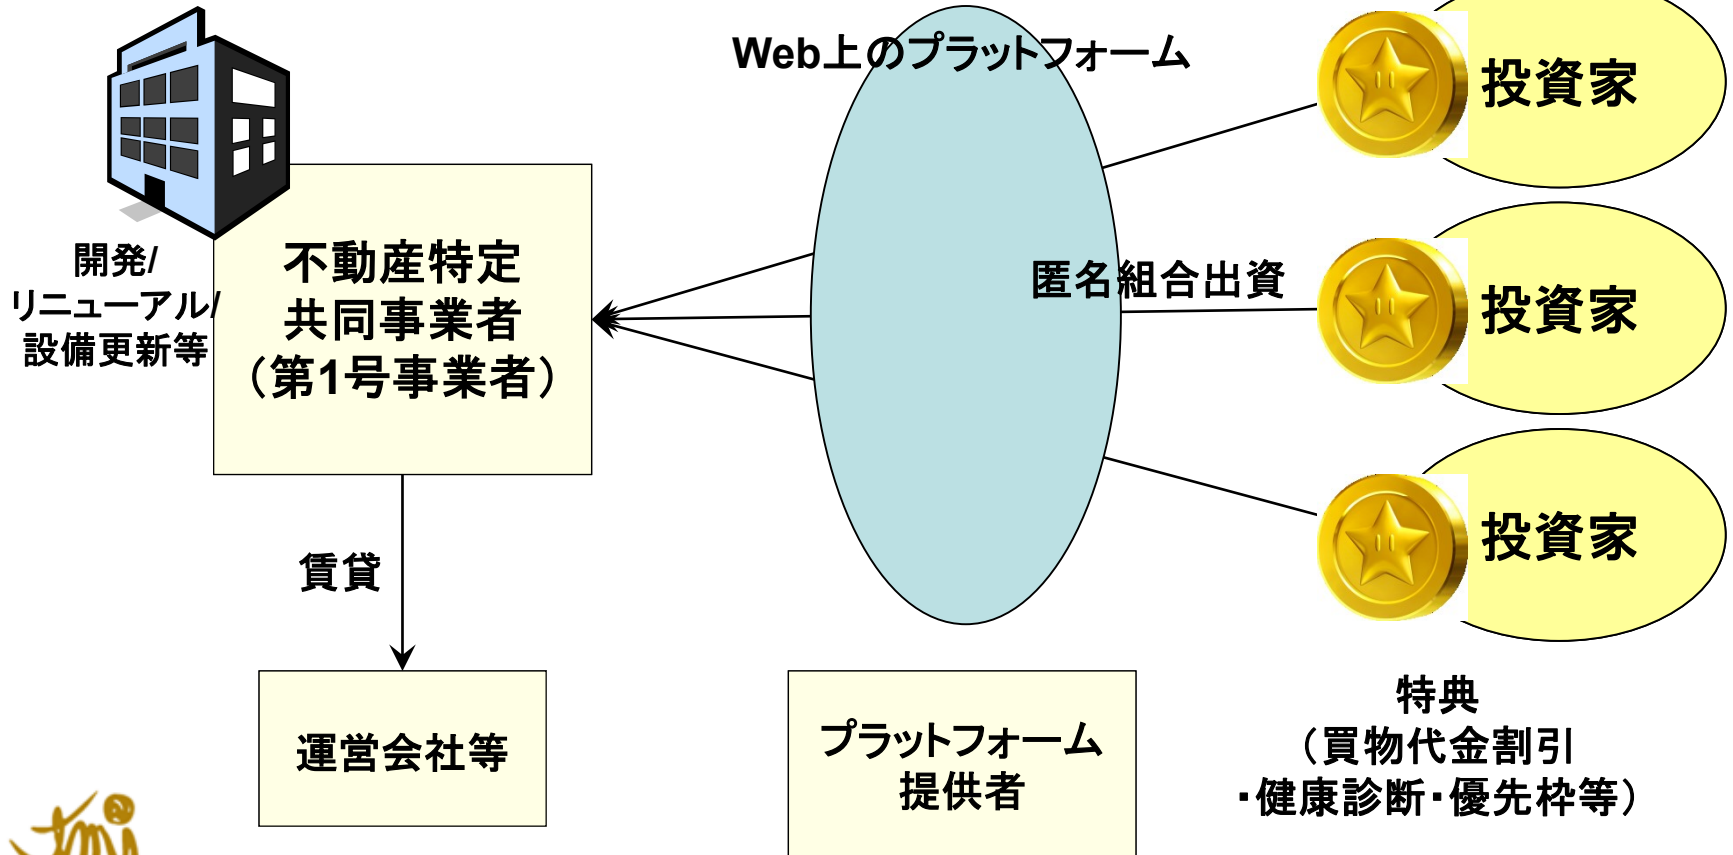 Web上のプラットフォーム
投資家
開発/
リニューアル/
設備更新等
不動産特定
共同事業者
（第1号事業者）
匿名組合出資
投資家
投資家
賃貸
運営会社等
プラットフォーム
提供者
特典
（買物代金割引
・健康診断・優先枠等）
tmi